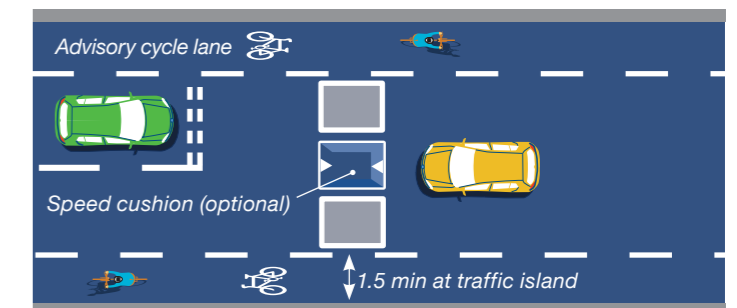 Advisory cycle lane
Speed cushion (optional)
1.5 min at traffic island